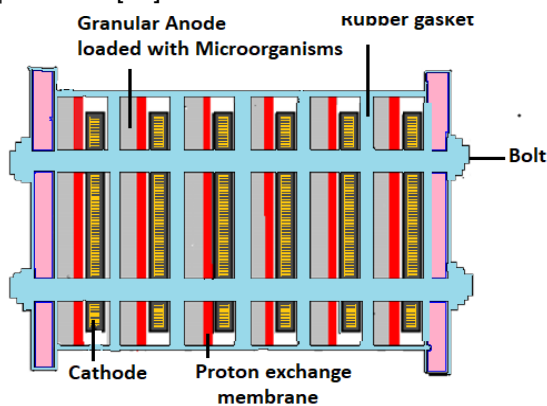 Granular Anode
loaded with Microorganisms
Rubber gasket
Bolt
Cathode
Proton exchange
membrane